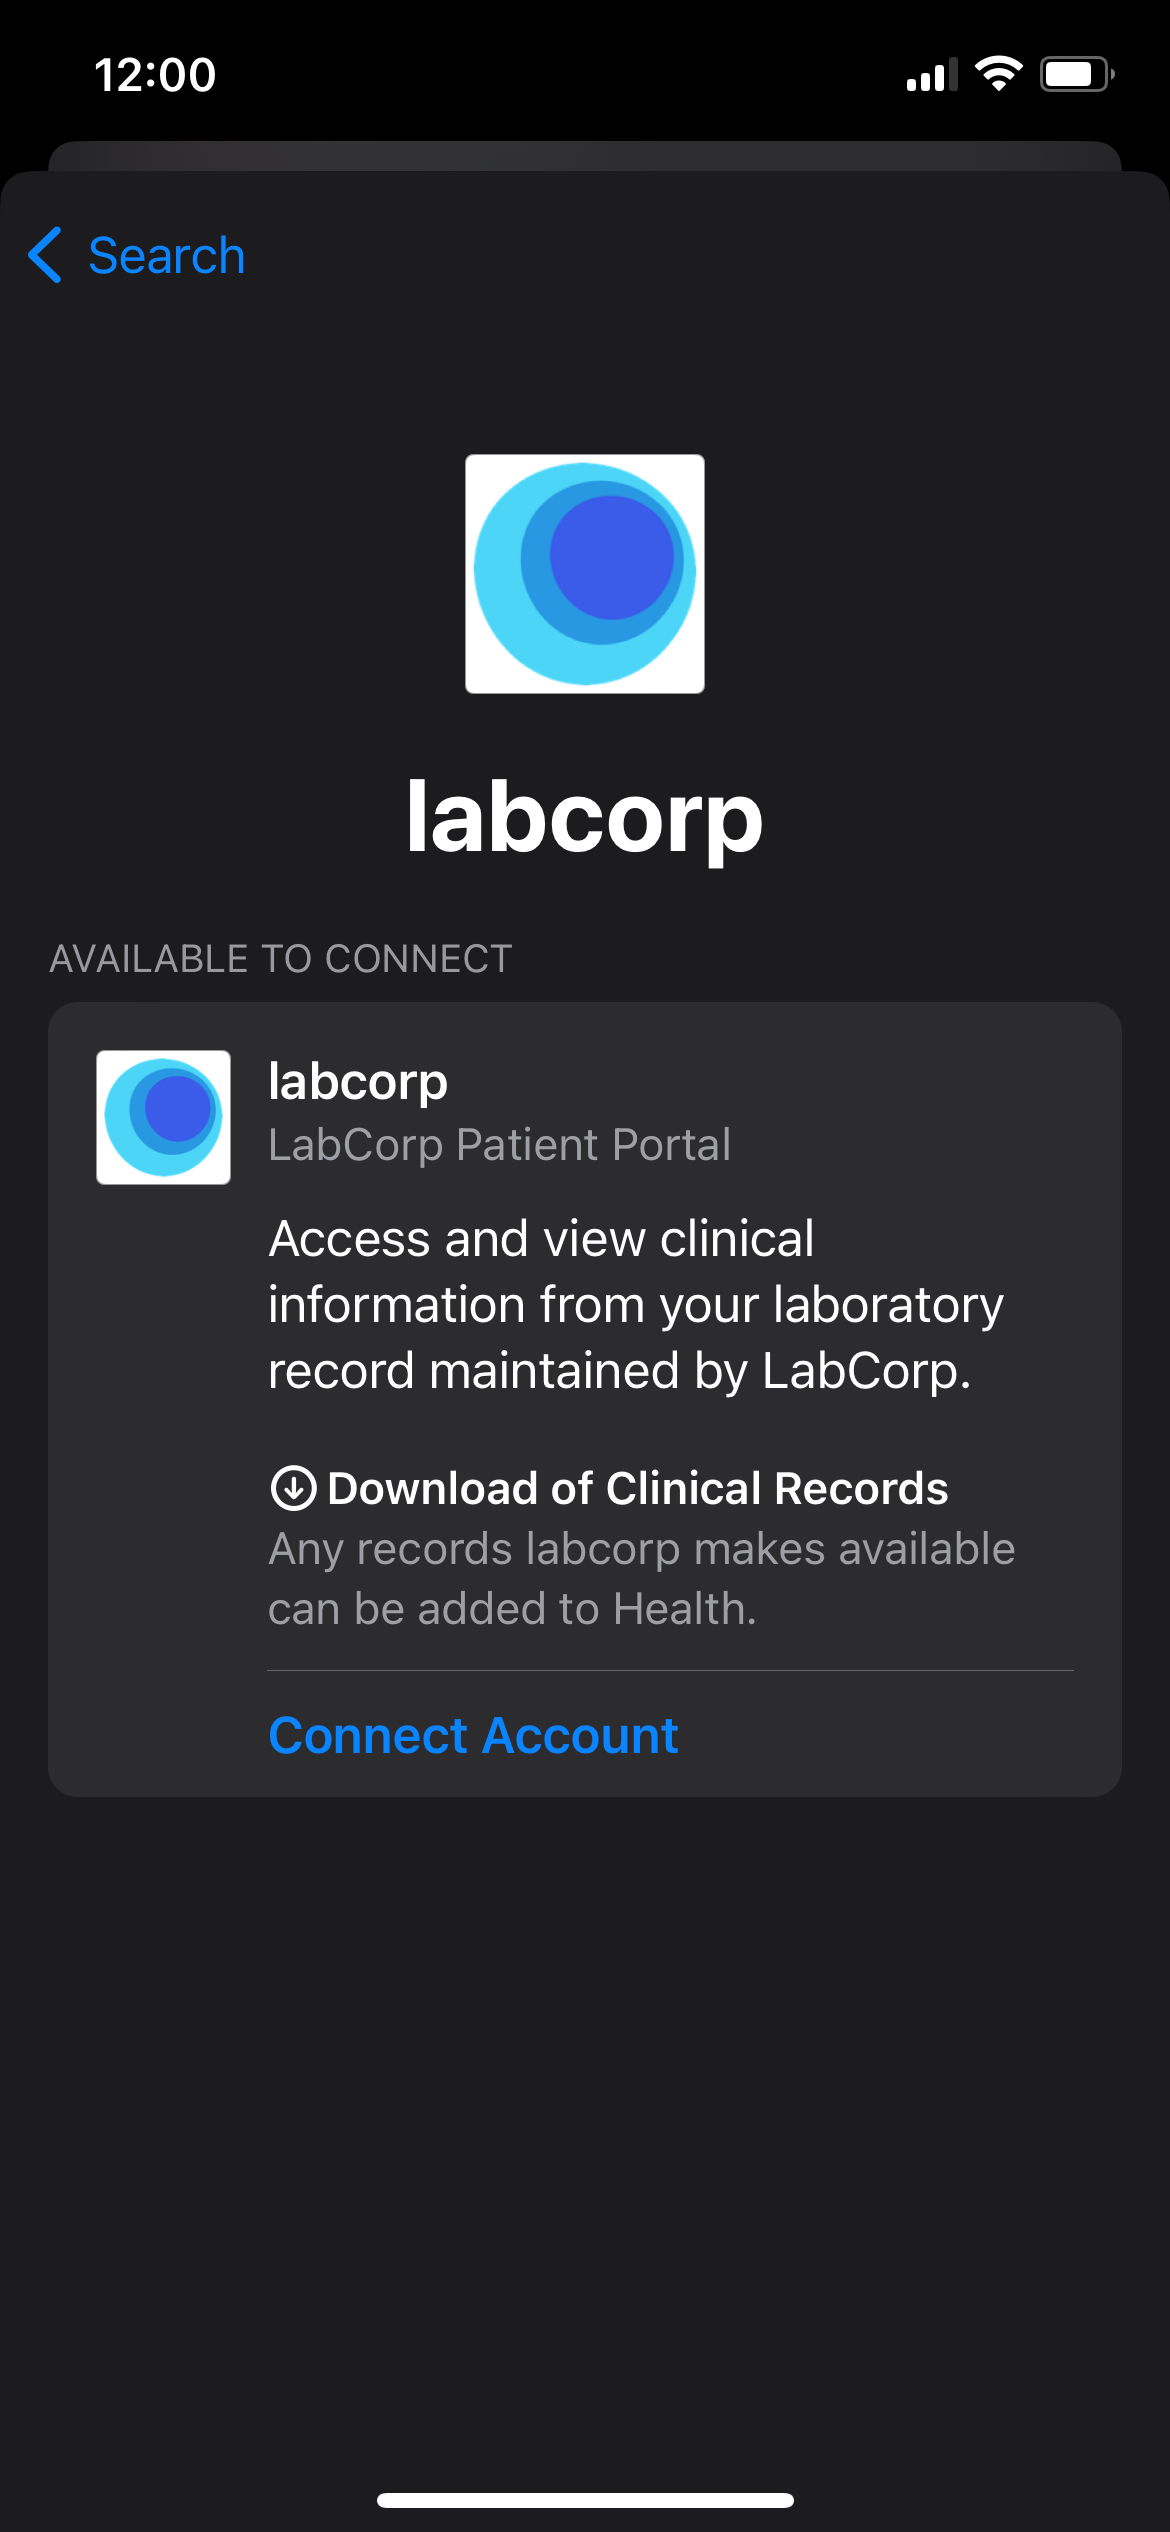 12:00
Search
labcorp
AVAILABLE TO CONNECT
labcorp
LabCorp Patient Portal
Access and view clinical
information from your laboratory
record maintained by LabCorp.
Download of Clinical Records
Any records labcorp makes available
can be added to Health.
Connect Account